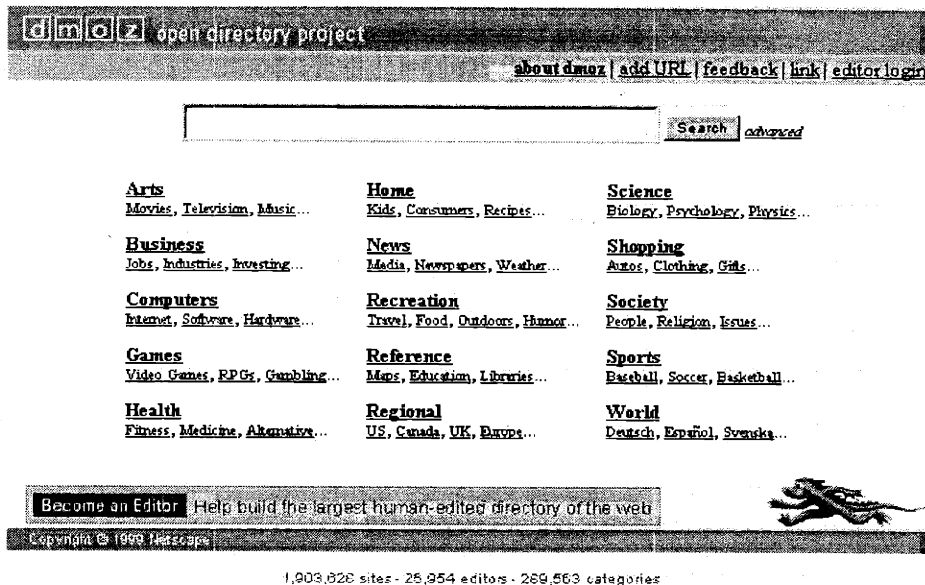 dmoz open directory project
about dmoz | add URL | feedback | link | editor login
Search advanced
Arts
Movies, Television, Music...
Home
Kids, Consumers, Recipes...
Science
Biology, Psychology, Physics...
Business
Jobs, Industries, Investing...
News
Media, Newspapers, Weather...
Shopping
Autos, Clothing, Gifts...
Computers
Internet, Software, Hardware...
Recreation
Travel, Food, Outdoors, Humor...
Society
People, Religion, Issues...
Games
Video Games, RPGs, Gambling...
Reference
Maps, Education, Libraries...
Sports
Baseball, Soccer, Basketball...
Health
Fitness, Medicine, Alternative...
Regional
US, Canada, UK, Europe...
World
Deutsch, Español, Svenska...
Become an Editor Help build the largest human-edited directory of the web
Copyright © 1999 Netscape
1,903,626 sites - 25,954 editors - 269,563 categories